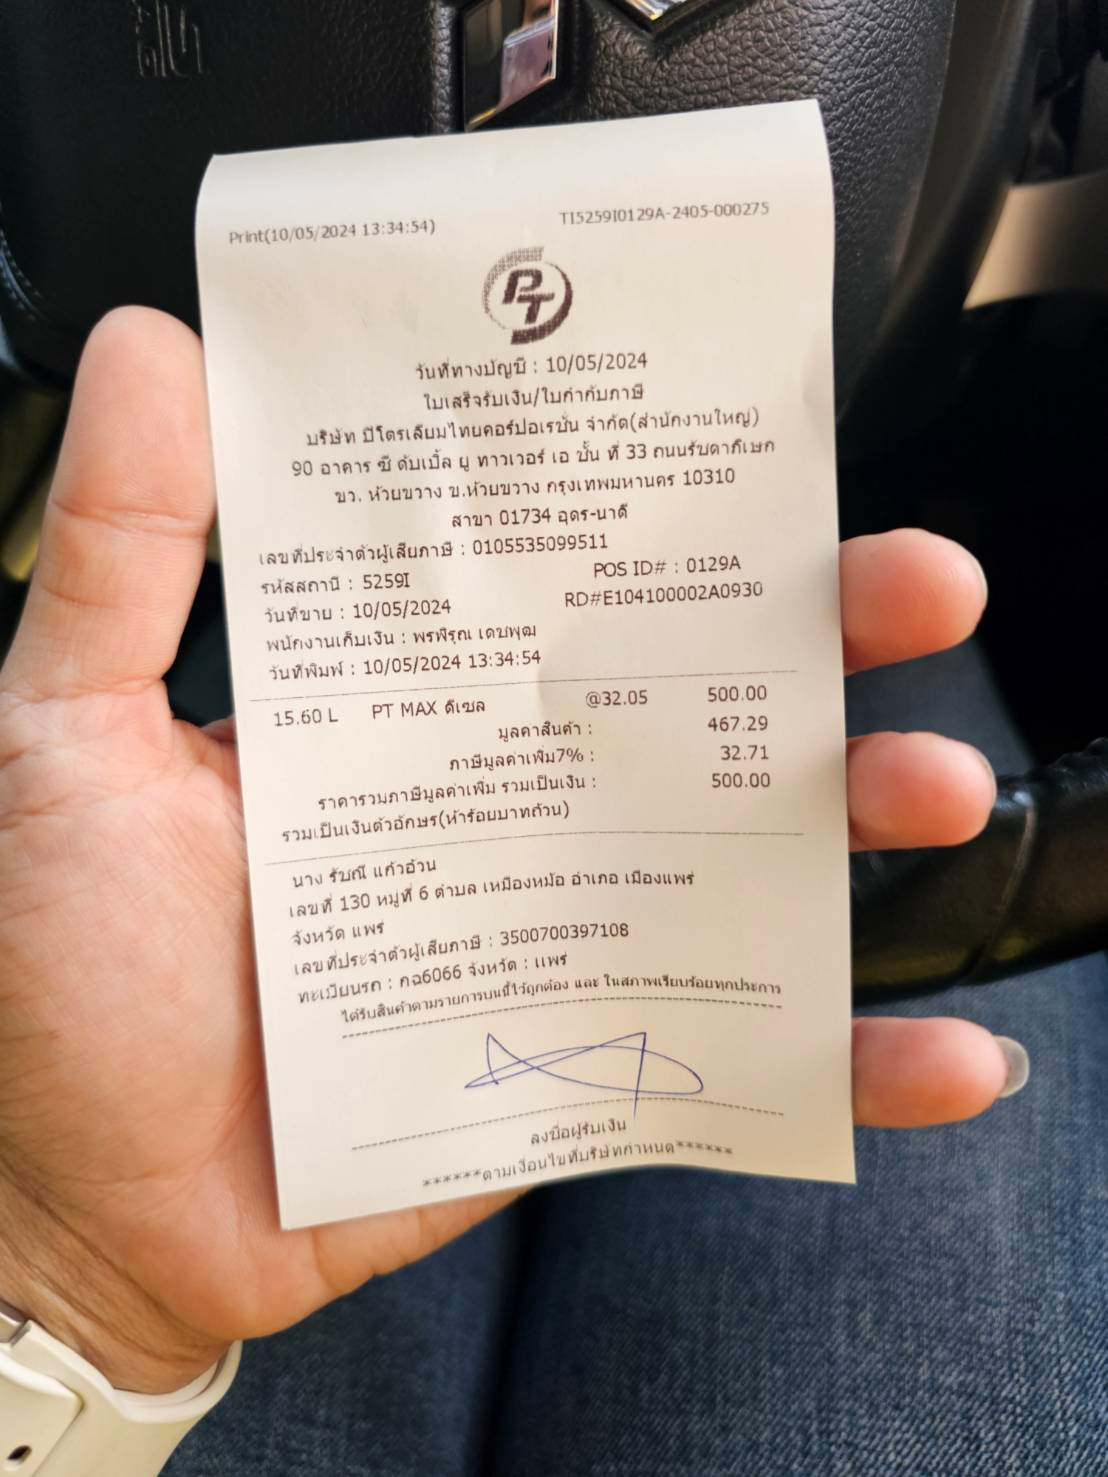 Print(10/05/2024 13:34:54) TI5259I0129A-2405-000275
PT
วันที่ทางบัญชี : 10/05/2024
ใบเสร็จรับเงิน/ใบกำกับภาษี
บริษัท ปิโตรเลียมไทยคอร์ปอเรชั่น จำกัด(สำนักงานใหญ่)
90 อาคาร ซี ดับเบิ้ล ยู ทาวเวอร์ เอ ชั้น ที่ 33 ถนนรัชดาภิเษก
ขว. ห้วยขวาง ข.ห้วยขวาง กรุงเทพมหานคร 10310
สาขา 01734 อุดร-นาดี
เลขที่ประจำตัวผู้เสียภาษี : 0105535099511
รหัสสถานี : 5259I POS ID# : 0129A
วันที่ขาย : 10/05/2024 RD#E104100002A0930
พนักงานเก็บเงิน : พรพิรุณ เดชพุฒ
วันที่พิมพ์ : 10/05/2024 13:34:54
15.60 L PT MAX ดีเซล @32.05 500.00
มูลค่าสินค้า : 467.29
ภาษีมูลค่าเพิ่ม7% : 32.71
ราคารวมภาษีมูลค่าเพิ่ม รวมเป็นเงิน : 500.00
รวมเป็นเงินตัวอักษร(ห้าร้อยบาทถ้วน)
นาง รัชณี แก้วอ้วน
เลขที่ 130 หมู่ที่ 6 ตำบล เหมืองหม้อ อำเภอ เมืองแพร่
จังหวัด แพร่
เลขที่ประจำตัวผู้เสียภาษี : 3500700397108
ทะเบียนรถ : กฉ6066 จังหวัด : แพร่
ได้รับสินค้าตามรายการบนนี้ไว้ถูกต้อง และ ในสภาพเรียบร้อยทุกประการ
ลงชื่อผู้รับเงิน
******ตามเงื่อนไขที่บริษัทกำหนด******